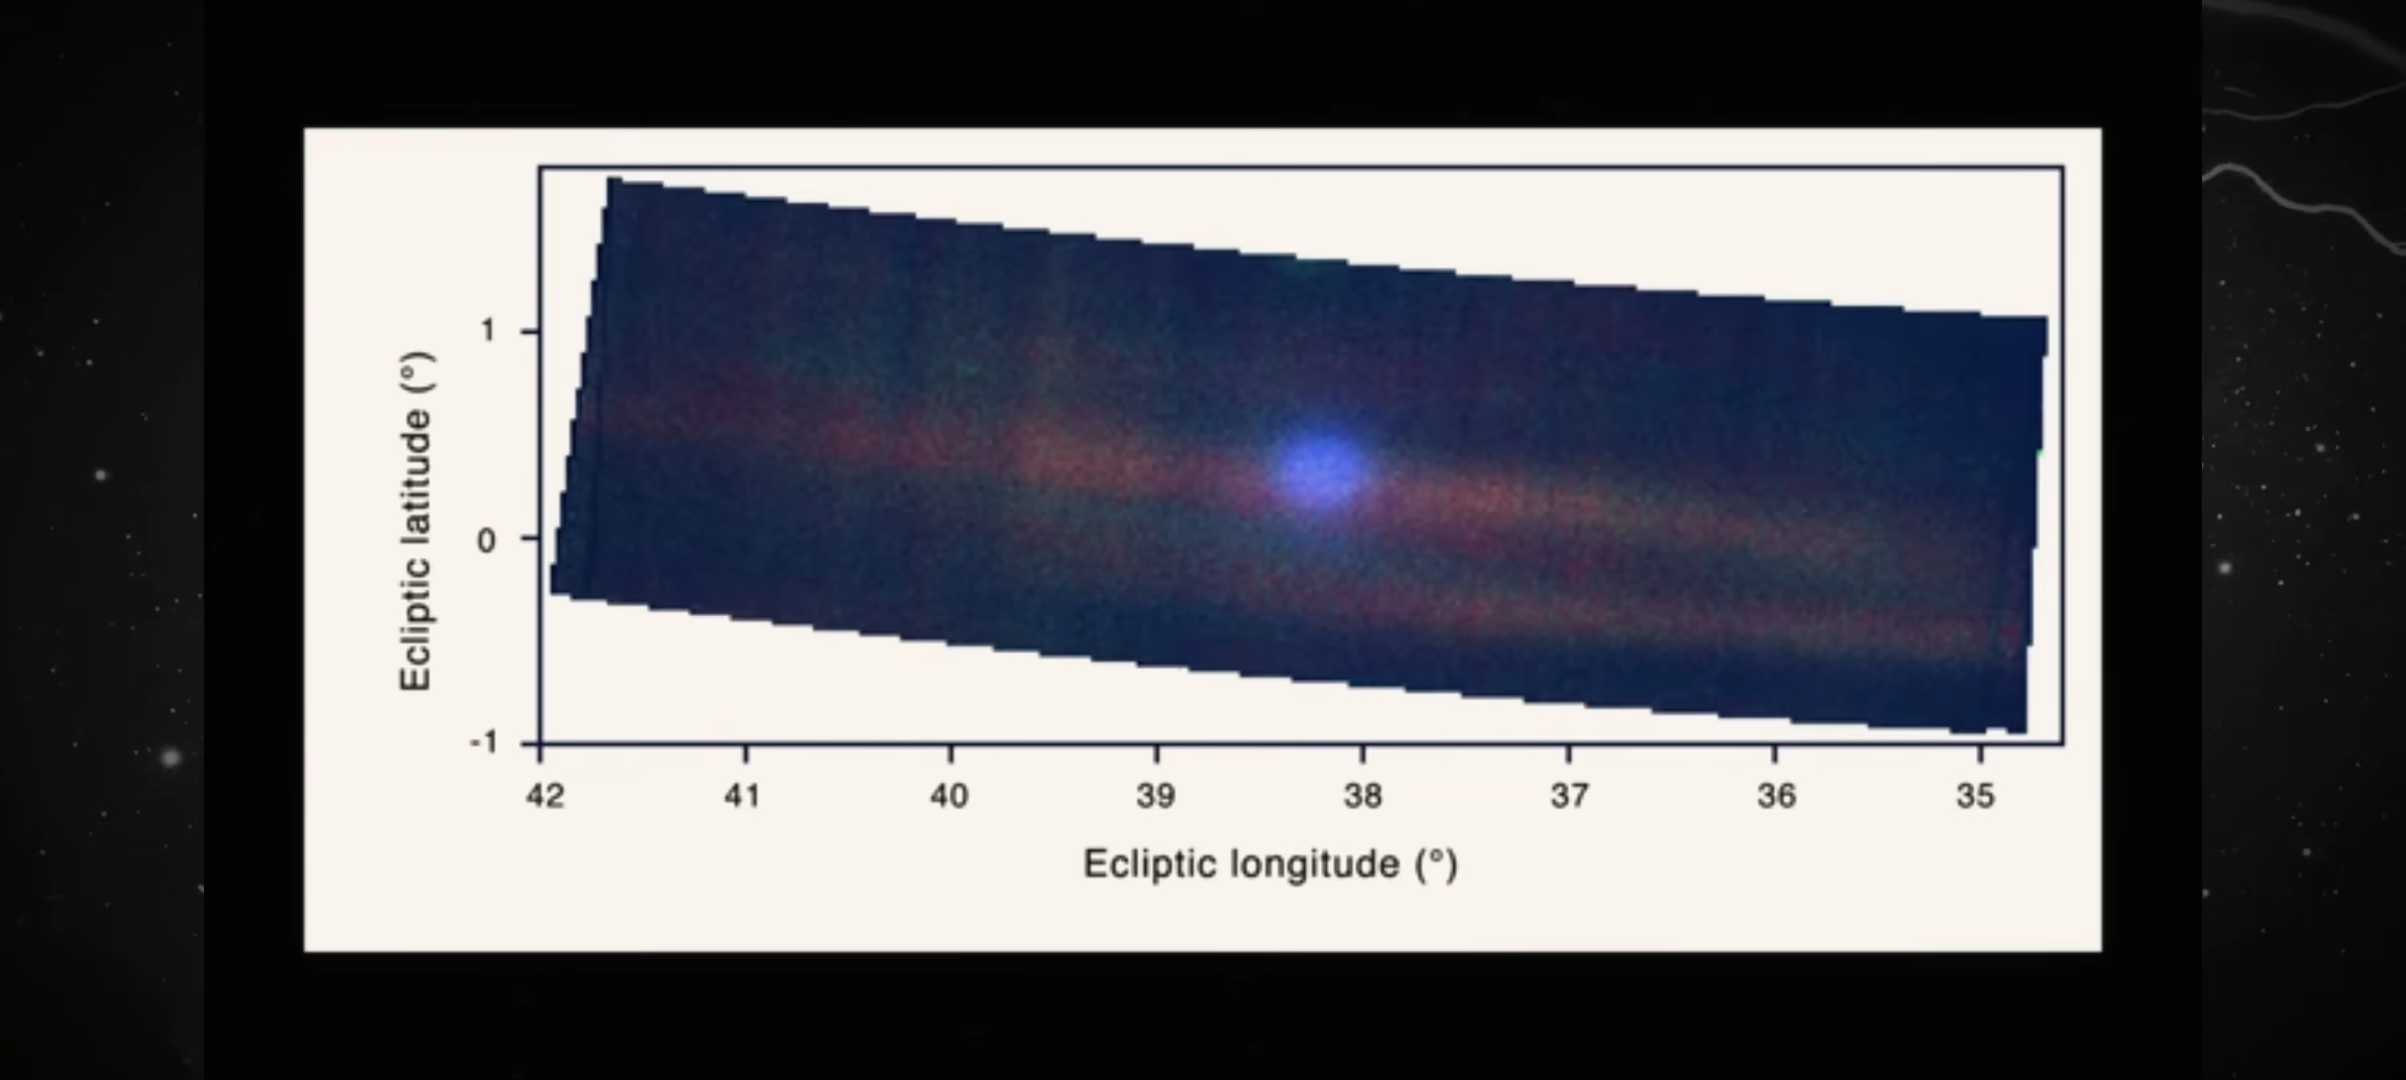 Ecliptic latitude (°)
1
0
-1
42 41 40 39 38 37 36 35
Ecliptic longitude (°)